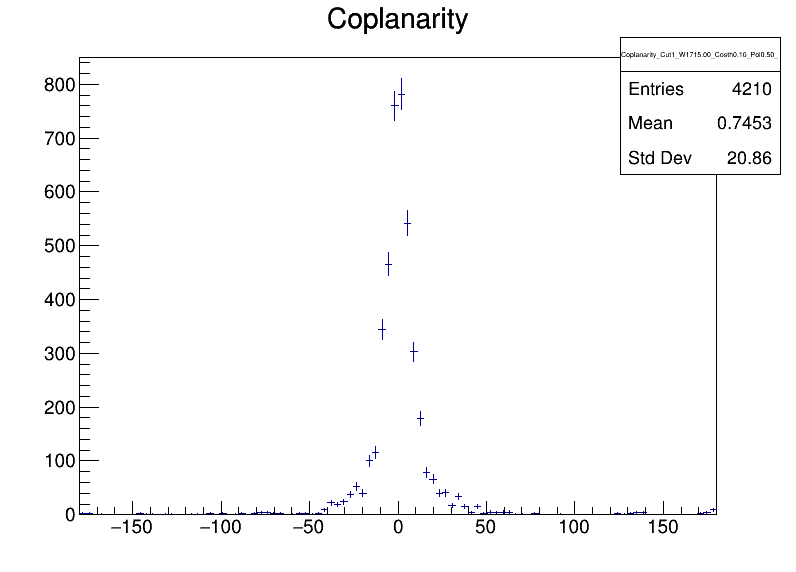 Coplanarity
Coplanarity_Cut1_W1715.00_Costh0.10_Pol0.50_
Entries 4210
Mean 0.7453
Std Dev 20.86
800
700
600
500
400
300
200
100
0
−150 −100 −50 0 50 100 150